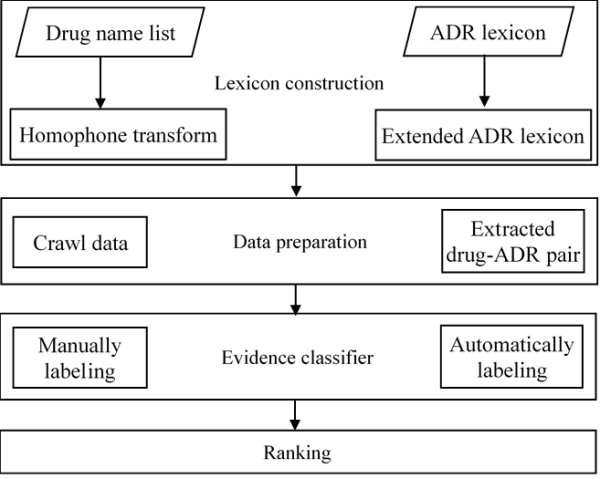 Drug name list
ADR lexicon
Lexicon construction
Homophone transform
Extended ADR lexicon
Crawl data
Data preparation
Extracted
drug-ADR pair
Manually
labeling
Evidence classifier
Automatically
labeling
Ranking